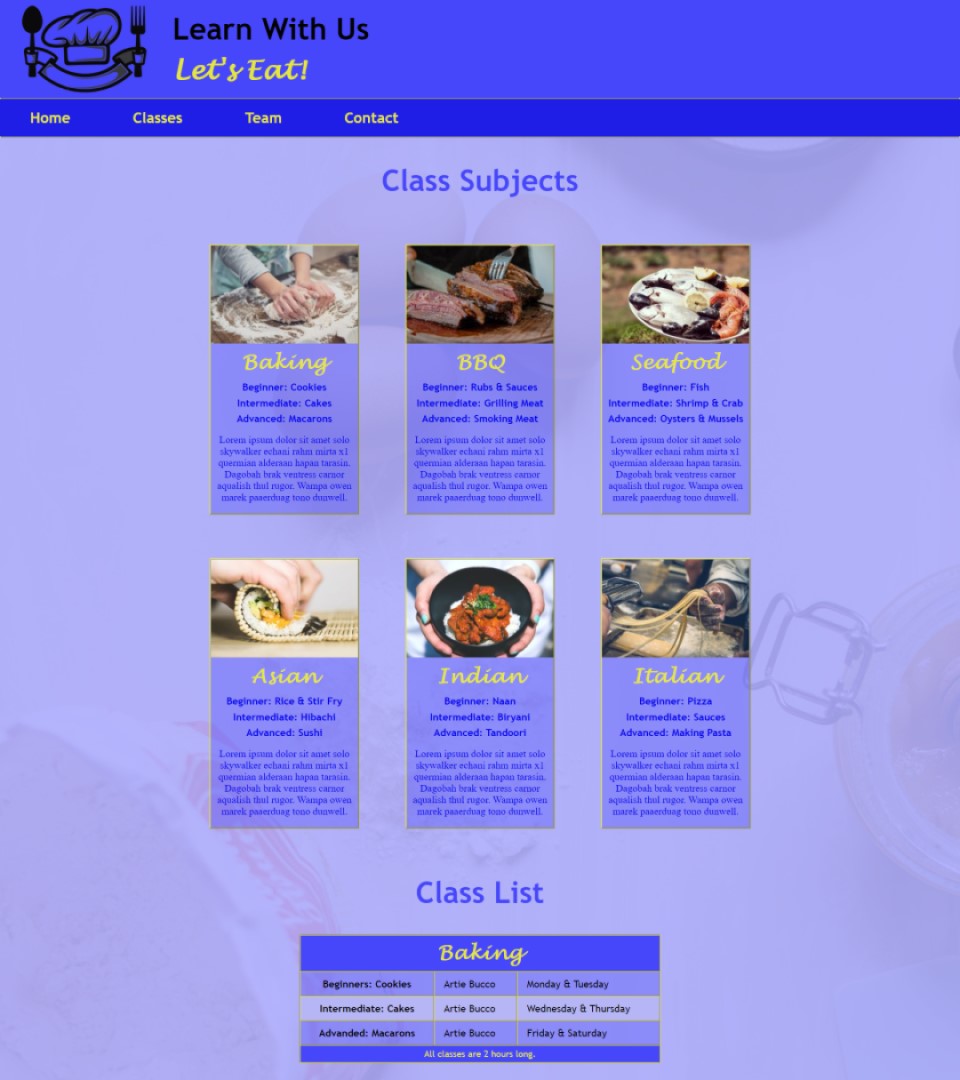 Learn With Us
Let's Eat!
Home Classes Team Contact
Class Subjects
Baking
Beginner: Cookies
Intermediate: Cakes
Advanced: Macarons
Lorem ipsum dolor sit amet solo
skywalker echani rahm mirta x1
quermian alderaan hapan tarasin.
Dagobah brak ventress carnor
aqualish thul rugor. Wampa owen
marek paaerduag tono dunwell.
BBQ
Beginner: Rubs & Sauces
Intermediate: Grilling Meat
Advanced: Smoking Meat
Lorem ipsum dolor sit amet solo
skywalker echani rahm mirta x1
quermian alderaan hapan tarasin.
Dagobah brak ventress carnor
aqualish thul rugor. Wampa owen
marek paaerduag tono dunwell.
Seafood
Beginner: Fish
Intermediate: Shrimp & Crab
Advanced: Oysters & Mussels
Lorem ipsum dolor sit amet solo
skywalker echani rahm mirta x1
quermian alderaan hapan tarasin.
Dagobah brak ventress carnor
aqualish thul rugor. Wampa owen
marek paaerduag tono dunwell.
Asian
Beginner: Rice & Stir Fry
Intermediate: Hibachi
Advanced: Sushi
Lorem ipsum dolor sit amet solo
skywalker echani rahm mirta x1
quermian alderaan hapan tarasin.
Dagobah brak ventress carnor
aqualish thul rugor. Wampa owen
marek paaerduag tono dunwell.
Indian
Beginner: Naan
Intermediate: Biryani
Advanced: Tandoori
Lorem ipsum dolor sit amet solo
skywalker echani rahm mirta x1
quermian alderaan hapan tarasin.
Dagobah brak ventress carnor
aqualish thul rugor. Wampa owen
marek paaerduag tono dunwell.
Italian
Beginner: Pizza
Intermediate: Sauces
Advanced: Making Pasta
Lorem ipsum dolor sit amet solo
skywalker echani rahm mirta x1
quermian alderaan hapan tarasin.
Dagobah brak ventress carnor
aqualish thul rugor. Wampa owen
marek paaerduag tono dunwell.
Class List
Baking
Beginners: Cookies Artie Bucco Monday & Tuesday
Intermediate: Cakes Artie Bucco Wednesday & Thursday
Advanded: Macarons Artie Bucco Friday & Saturday
All classes are 2 hours long.